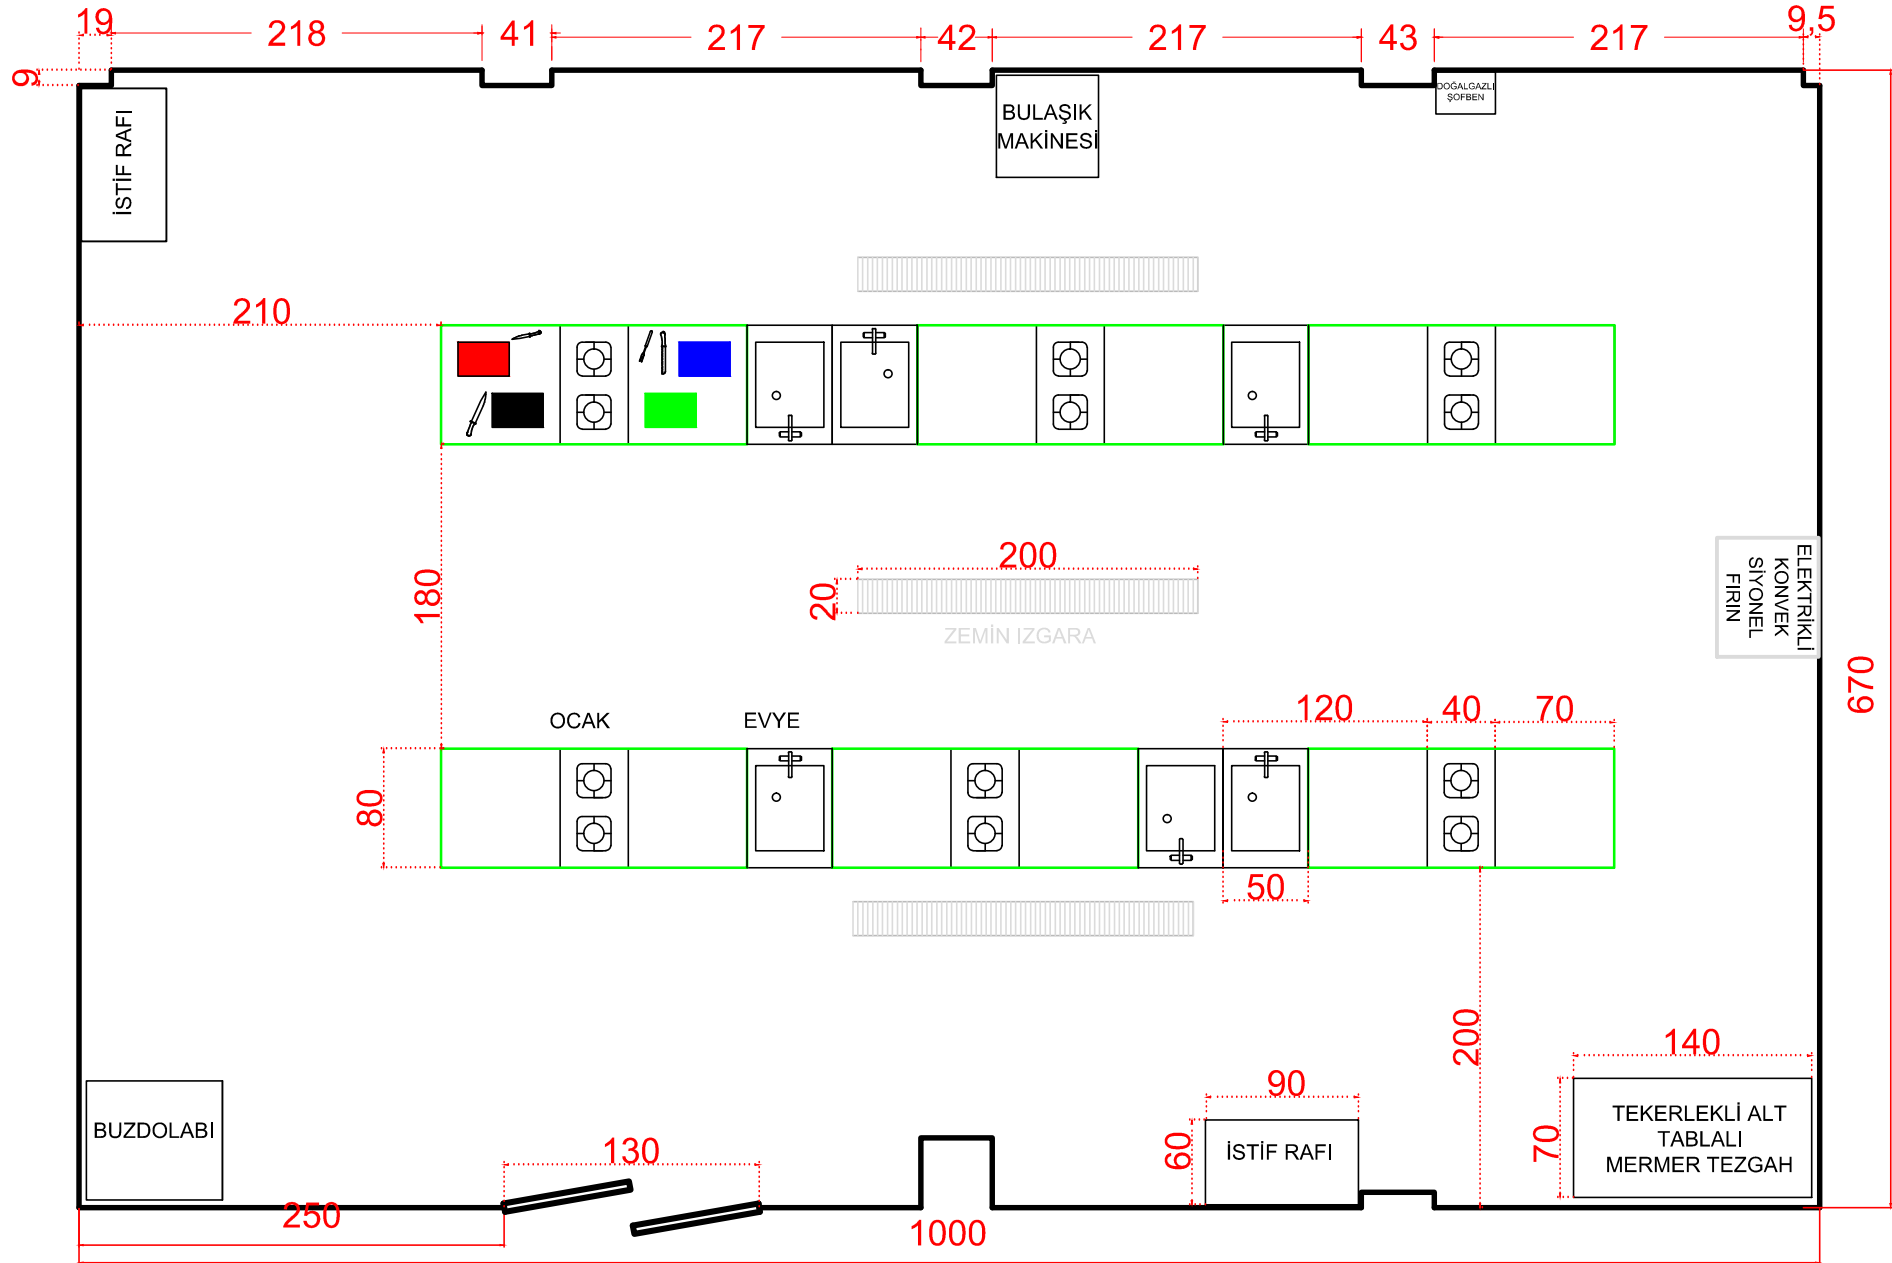 19
218
41
217
42
217
43
217
9,5
9
İSTİF RAFI
BULAŞIK
MAKİNESİ
DOĞALGAZLI
ŞOFBEN
210
180
200
20
ZEMİN IZGARA
ELEKTRİKLİ
KONVEK
SİYONEL
FIRIN
670
OCAK
EVYE
120
40
70
80
50
200
140
90
70
TEKERLEKLİ ALT
TABLALI
MERMER TEZGAH
60
İSTİF RAFI
BUZDOLABI
130
250
1000